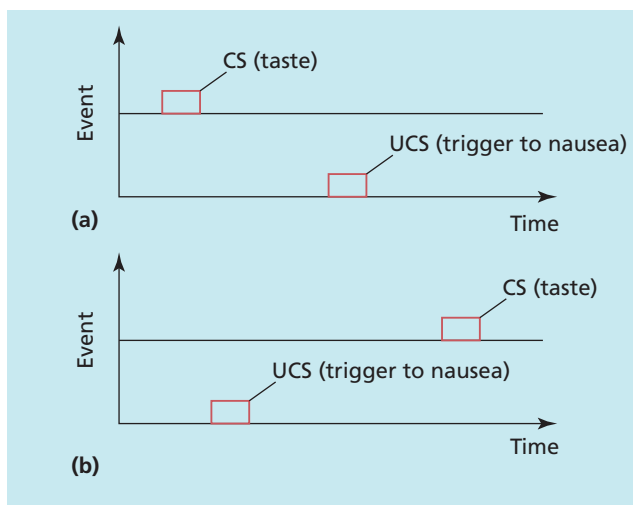 CS (taste)
Event
UCS (trigger to nausea)
(a)
Time
CS (taste)
Event
UCS (trigger to nausea)
Time
(b)